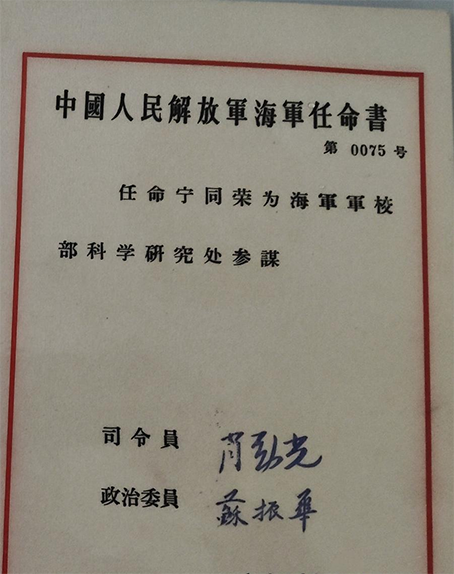 中國人民解放軍海軍任命書
第 0075 号
任命宁同荣为海軍軍校
部科学研究处参謀
司令員 肖劲光
政治委員 蘇振華